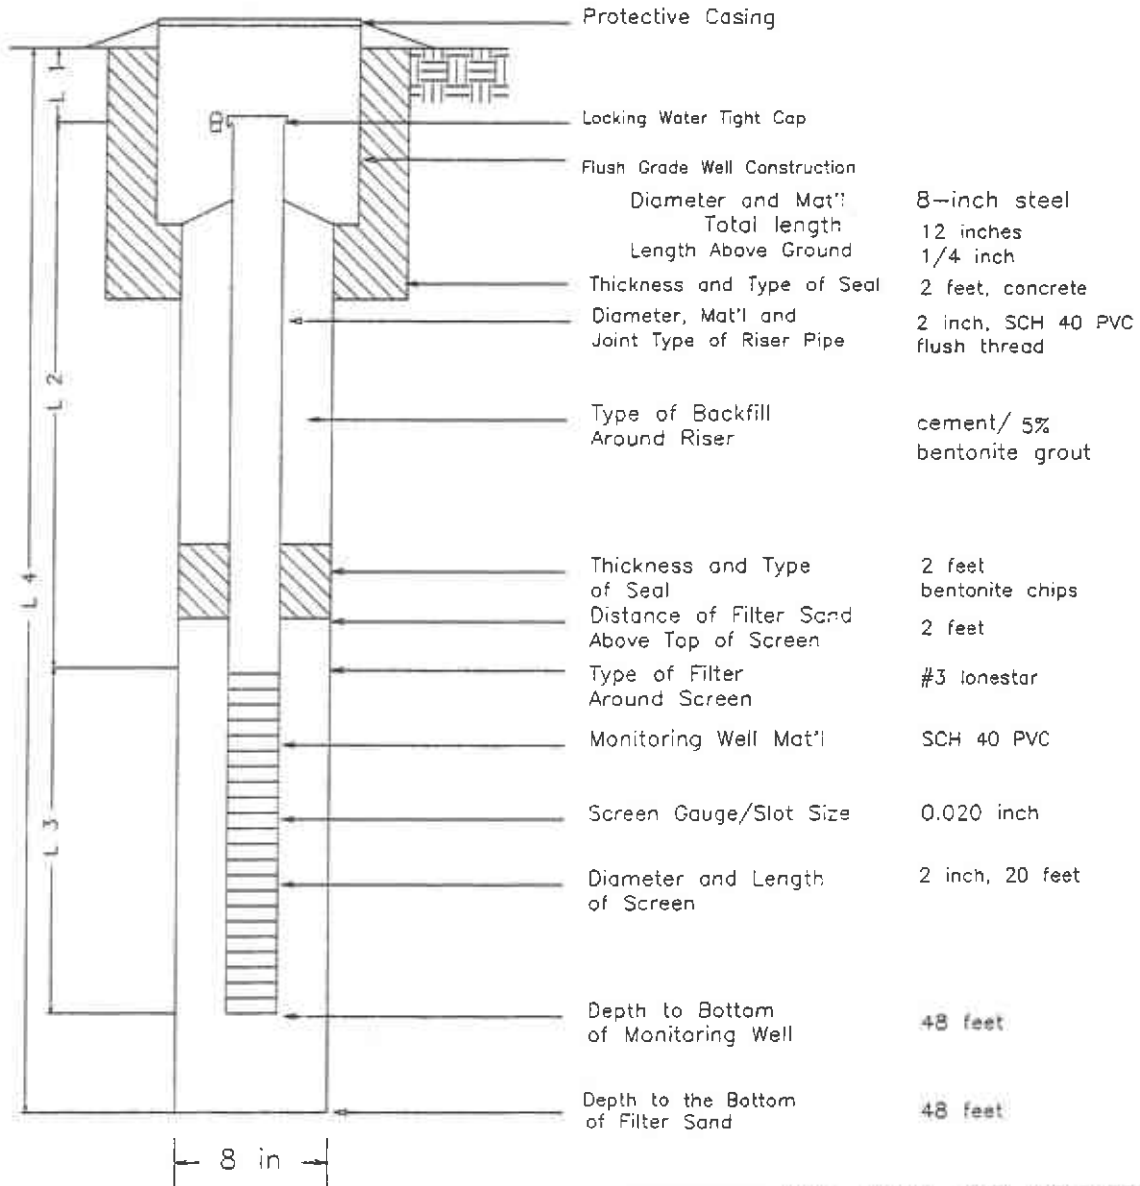 Protective Casing
L 1
Locking Water Tight Cap
Flush Grade Well Construction
Diameter and Mat'l 8-inch steel
Total length 12 inches
Length Above Ground 1/4 inch
Thickness and Type of Seal 2 feet, concrete
Diameter, Mat'l and 2 inch, SCH 40 PVC
Joint Type of Riser Pipe flush thread
L 2
Type of Backfill cement/ 5%
Around Riser bentonite grout
L 4
Thickness and Type 2 feet
of Seal bentonite chips
Distance of Filter Sand
Above Top of Screen 2 feet
Type of Filter #3 lonestar
Around Screen
Monitoring Well Mat'l SCH 40 PVC
L 3
Screen Gauge/Slot Size 0.020 inch
Diameter and Length 2 inch, 20 feet
of Screen
Depth to Bottom
of Monitoring Well 48 feet
Depth to the Bottom
of Filter Sand 48 feet
8 in